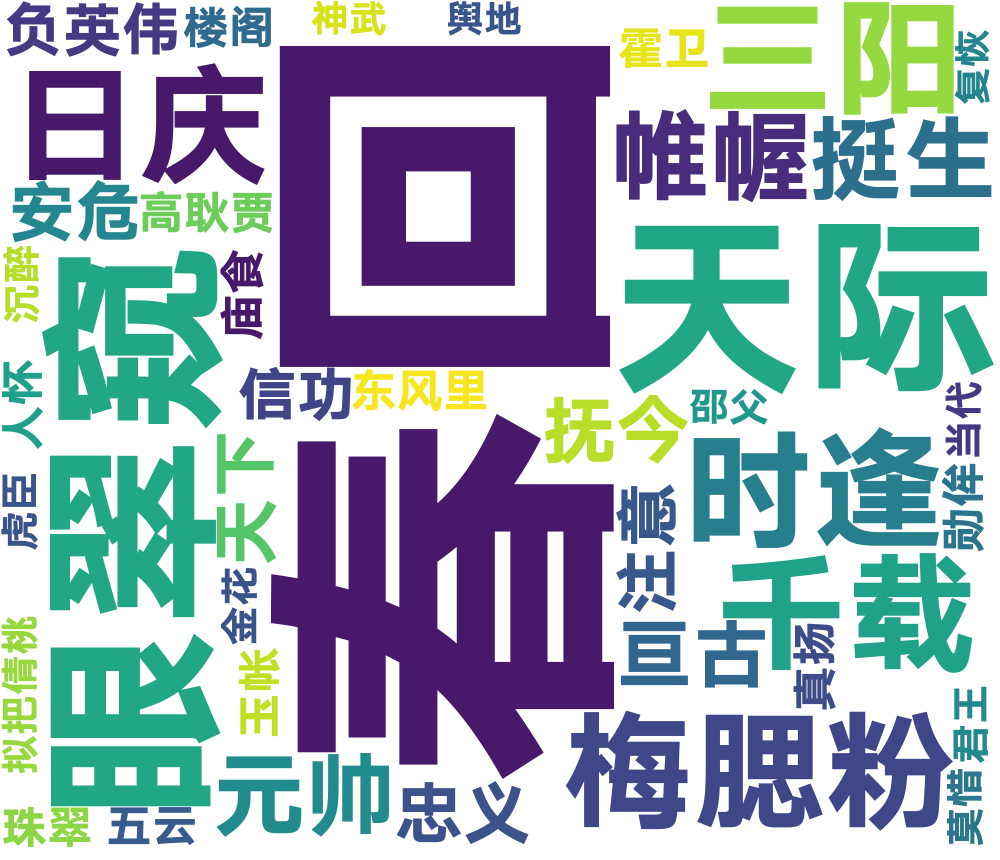 负英伟
楼阁
神武
舆地
霍卫
三阳
复恢
日庆
春回
帷幄
挺生
安危
高耿贾
天际
沉醉
眼翠窥
庙食
人怀
信功
东风里
抚今
邵父
当代
时逢
虎臣
天下
注意
勋侔
千载
金花
亘古
真扬
拟把倩桃
玉帐
元帅
忠义
梅腮粉
莫惜君王
珠翠
五云